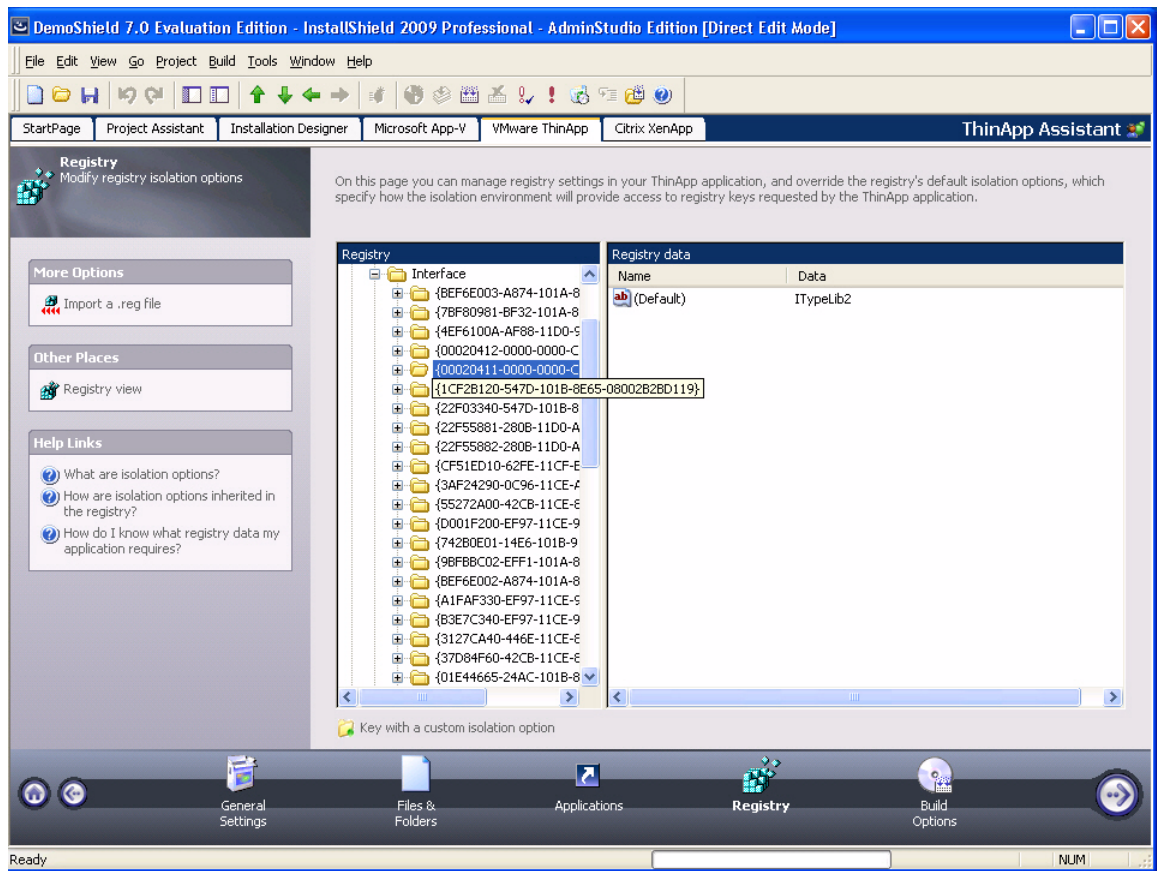 DemoShield 7.0 Evaluation Edition - InstallShield 2009 Professional - AdminStudio Edition [Direct Edit Mode]
File Edit View Go Project Build Tools Window Help
StartPage Project Assistant Installation Designer Microsoft App-V VMware ThinApp Citrix XenApp ThinApp Assistant
Registry
Modify registry isolation options
On this page you can manage registry settings in your ThinApp application, and override the registry's default isolation options, which
specify how the isolation environment will provide access to registry keys requested by the ThinApp application.
More Options
Import a .reg file
Other Places
Registry view
Help Links
What are isolation options?
How are isolation options inherited in
the registry?
How do I know what registry data my
application requires?
Registry
Interface
{BEF6E003-A874-101A-8
{7BF80981-BF32-101A-8
{4EF6100A-AF88-11D0-9
{00020412-0000-0000-C
{00020411-0000-0000-C
{1CF2B120-547D-101B-8E65-08002B2BD119}
{22F03340-547D-101B-8
{22F55881-280B-11D0-A
{22F55882-280B-11D0-A
{CF51ED10-62FE-11CF-E
{3AF24290-0C96-11CE-A
{55272A00-42CB-11CE-8
{D001F200-EF97-11CE-9
{742B0E01-14E6-101B-9
{9BFBBC02-EFF1-101A-8
{BEF6E002-A874-101A-8
{A1FAF330-EF97-11CE-9
{B3E7C340-EF97-11CE-9
{3127CA40-446E-11CE-8
{37D84F60-42CB-11CE-8
{01E44665-24AC-101B-8
Registry data
Name Data
(Default) ITypeLib2
Key with a custom isolation option
General
Settings
Files &
Folders
Applications
Registry
Build
Options
Ready NUM